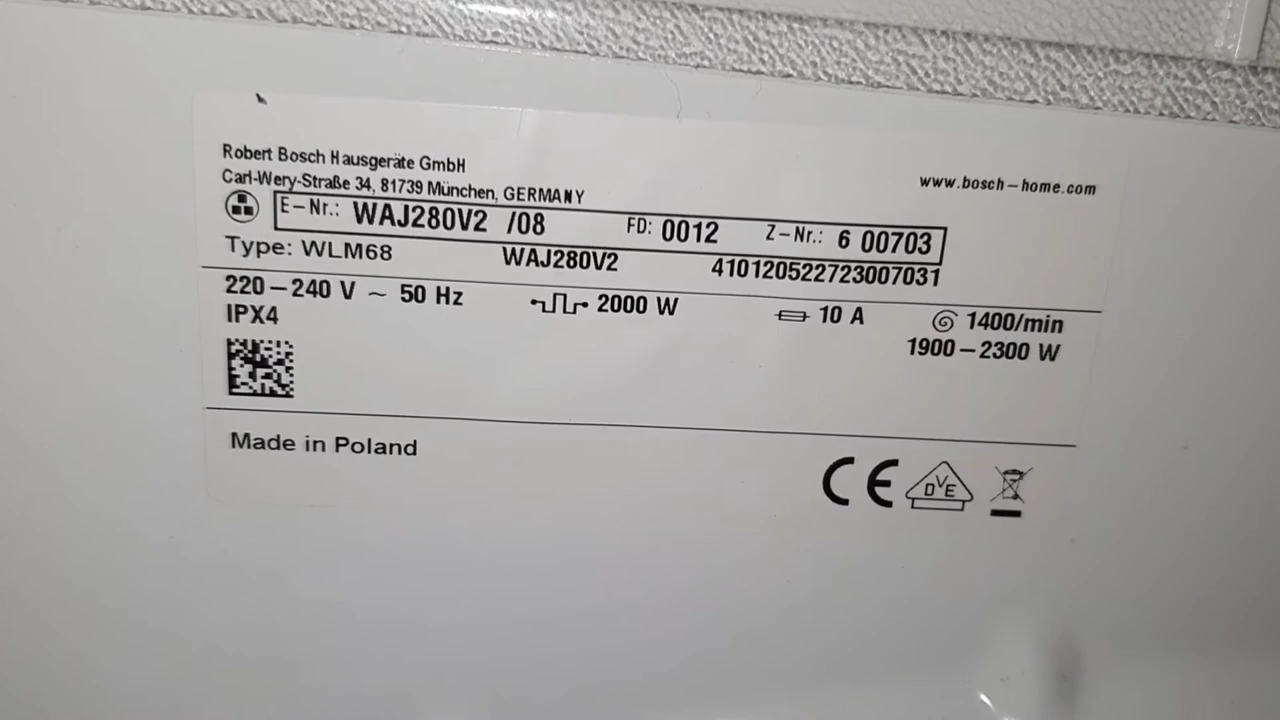 Robert Bosch Hausgeräte GmbH
Carl-Wery-Straße 34, 81739 München, GERMANY
www.bosch-home.com
E-Nr.: WAJ280V2 /08 FD: 0012 Z-Nr.: 6 00703
Type: WLM68 WAJ280V2 410120522723007031
220-240 V ~ 50 Hz 2000 W 10 A 1400/min
IPX4 1900-2300 W
Made in Poland
CE DVE